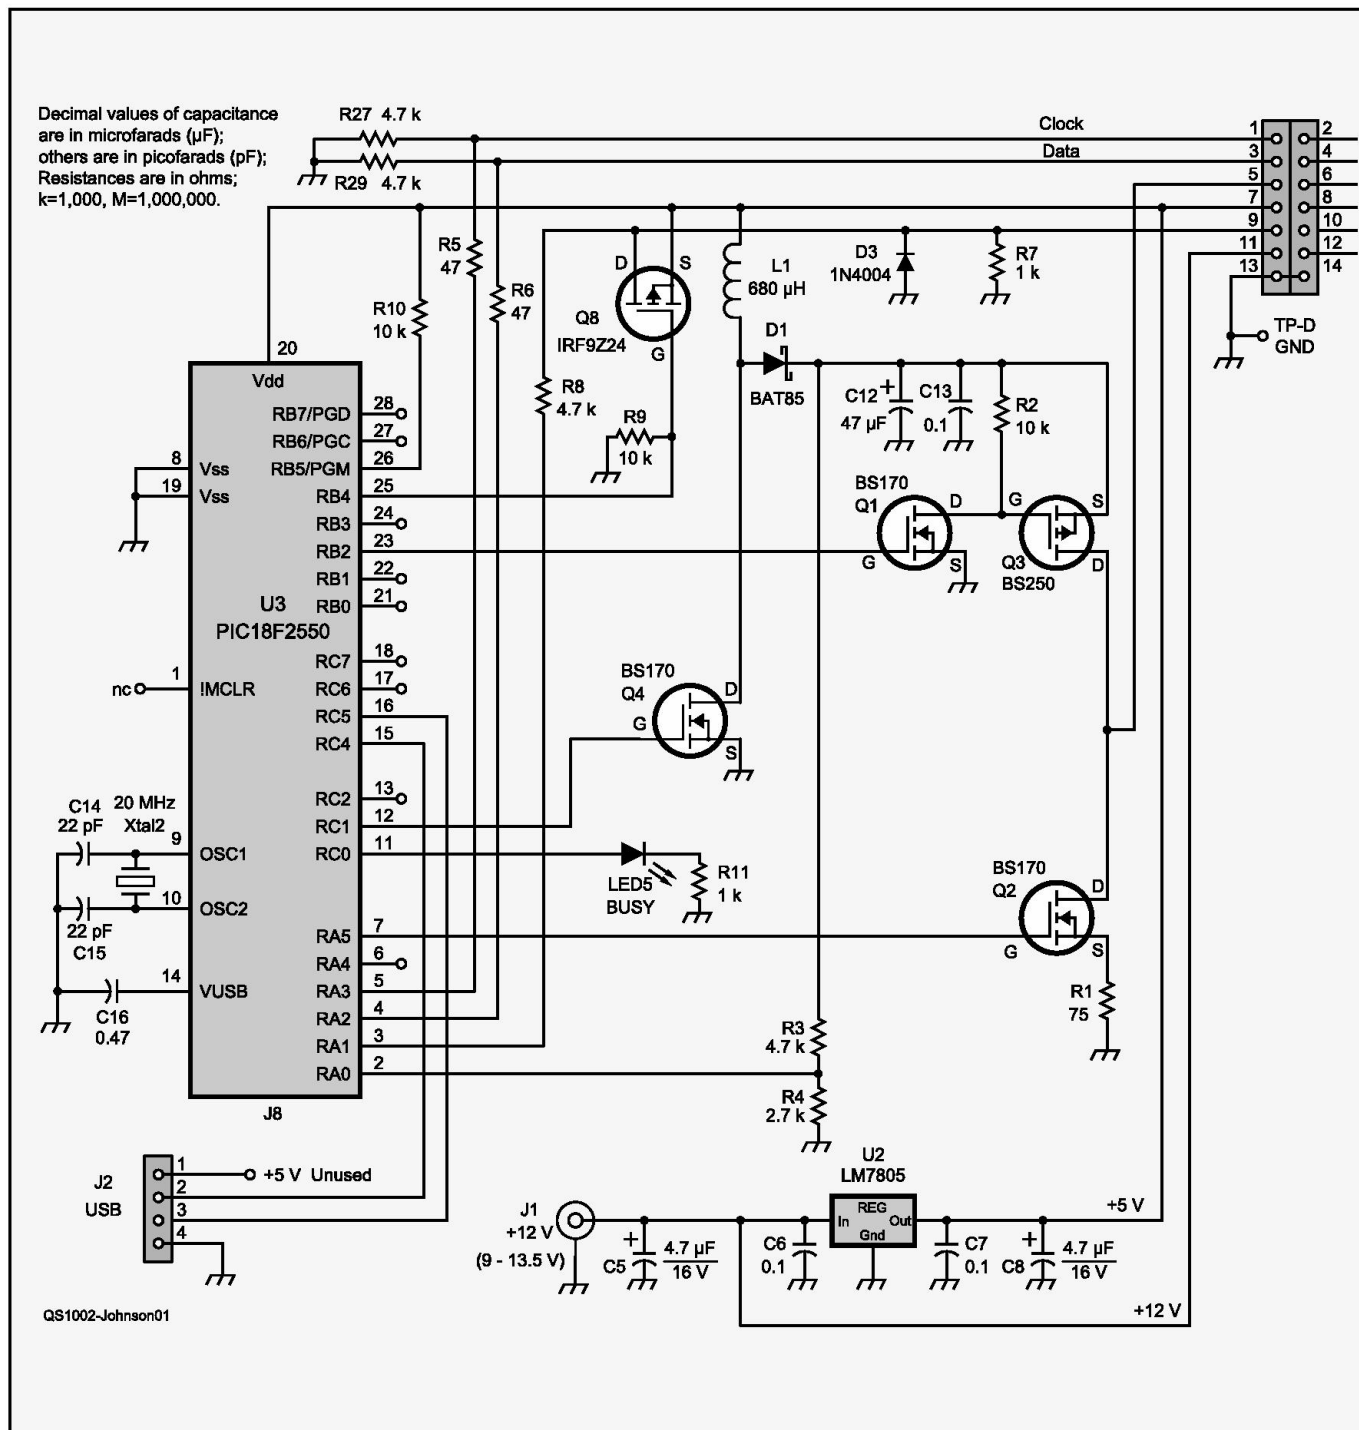 Decimal values of capacitance
are in microfarads (µF);
others are in picofarads (pF);
Resistances are in ohms;
k=1,000, M=1,000,000.
R27 4.7 k
R29 4.7 k
Clock
Data
1 2
3 4
5 6
7 8
9 10
11 12
13 14
TP-D
GND
R5
47
R6
47
R10
10 k
D S
Q8
IRF9Z24
G
L1
680 µH
D3
1N4004
R7
1 k
D1
BAT85
R8
4.7 k
R9
10 k
C12 +
47 µF
C13
0.1
R2
10 k
BS170
Q1
D
G
S
G
S
Q3
BS250
D
20
Vdd
RB7/PGD 28
RB6/PGC 27
RB5/PGM 26
RB4 25
RB3 24
RB2 23
RB1 22
RB0 21
8 Vss
19 Vss
U3
PIC18F2550
RC7 18
nc 1 !MCLR
RC6 17
RC5 16
RC4 15
RC2 13
RC1 12
RC0 11
BS170
Q4
D
G
S
C14
22 pF
20 MHz
Xtal2
9 OSC1
10 OSC2
22 pF
C15
14 VUSB
C16
0.47
LED5
BUSY
R11
1 k
RA5 7
RA4 6
RA3 5
RA2 4
RA1 3
RA0 2
J8
BS170
Q2
D
G
S
R1
75
R3
4.7 k
R4
2.7 k
J2
USB
1 +5 V Unused
2
3
4
J1
+12 V
(9 - 13.5 V)
+
C5
4.7 µF
16 V
C6
0.1
U2
LM7805
REG
In Out
Gnd
C7
0.1
+
C8
4.7 µF
16 V
+5 V
+12 V
QS1002-Johnson01